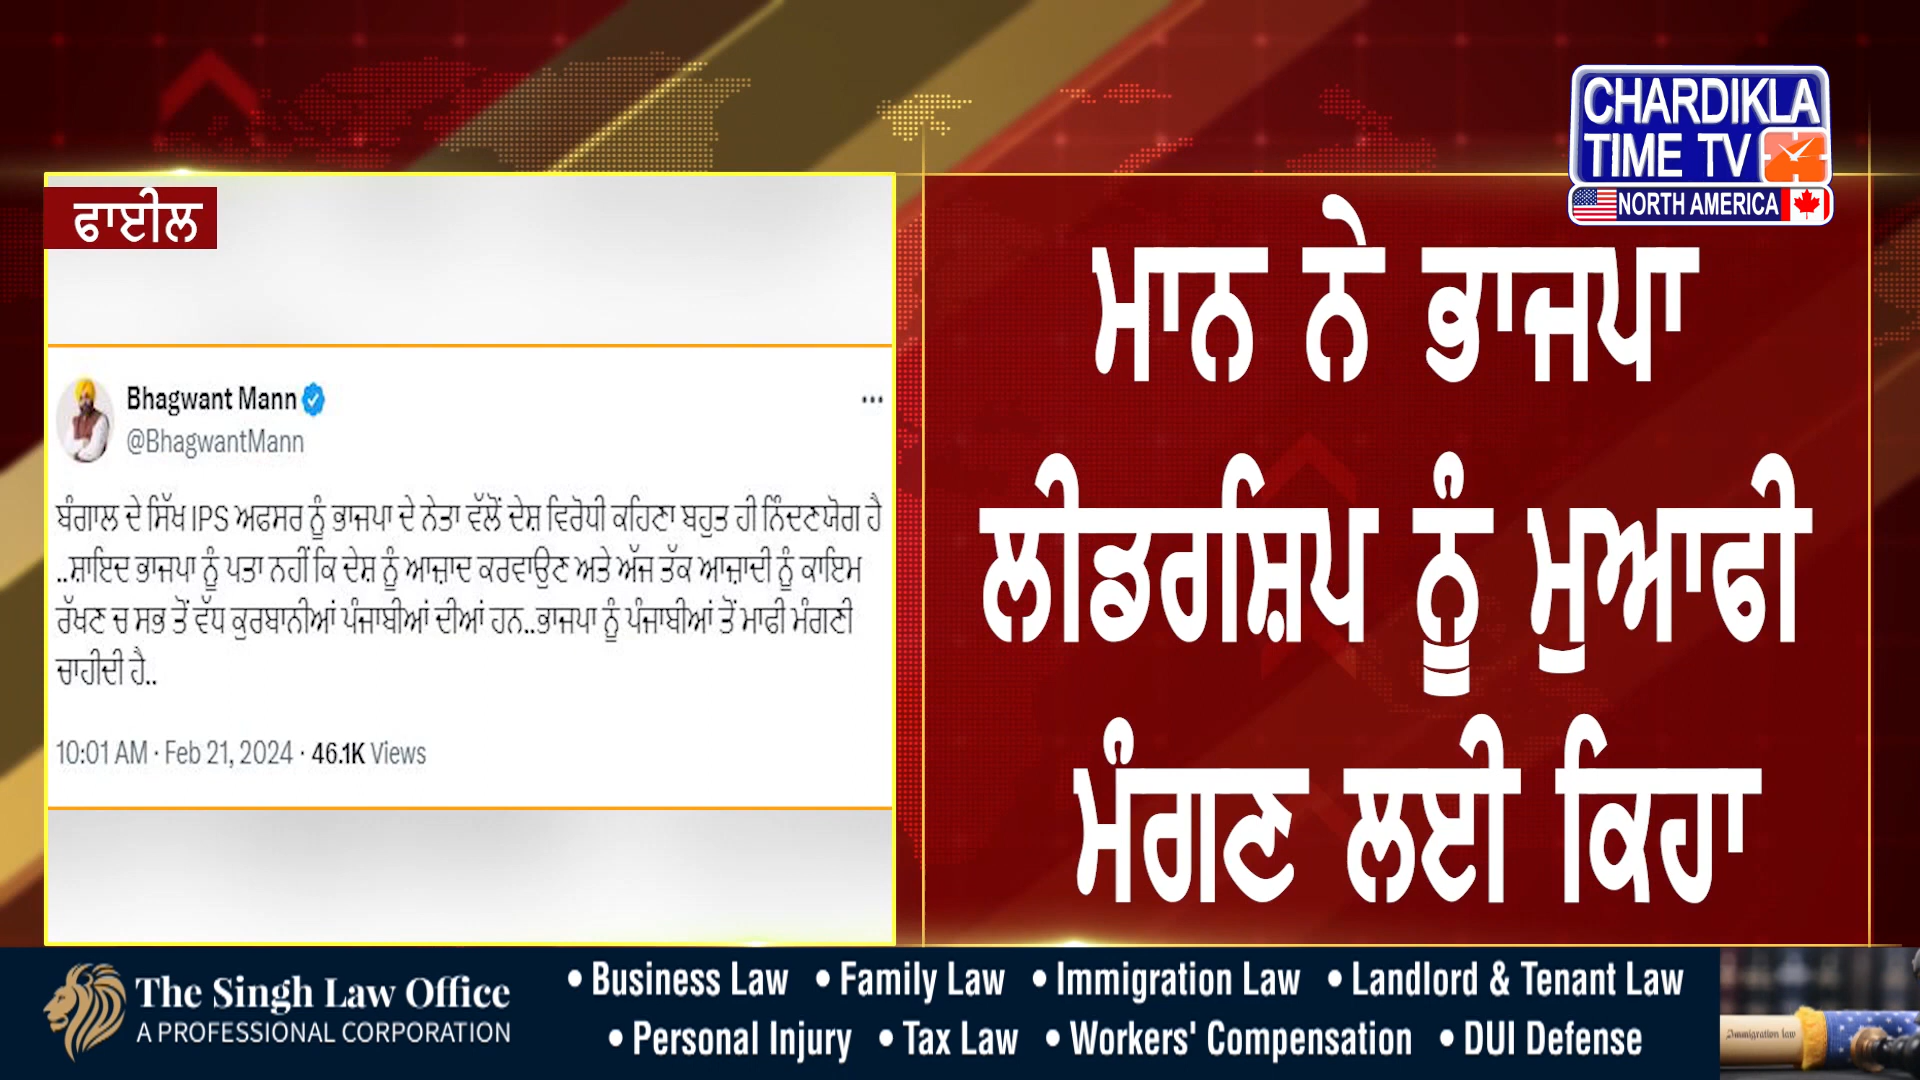 CHARDIKLA
TIME TV
NORTH AMERICA
ਫਾਈਲ
Bhagwant Mann
@BhagwantMann
ਬੰਗਾਲ ਦੇ ਸਿੱਖ IPS ਅਫਸਰ ਨੂੰ ਭਾਜਪਾ ਦੇ ਨੇਤਾ ਵੱਲੋਂ ਦੇਸ਼ ਵਿਰੋਧੀ ਕਹਿਣਾ ਬਹੁਤ ਹੀ ਨਿੰਦਣਯੋਗ ਹੈ
..ਸ਼ਾਇਦ ਭਾਜਪਾ ਨੂੰ ਪਤਾ ਨਹੀਂ ਕਿ ਦੇਸ਼ ਨੂੰ ਆਜ਼ਾਦ ਕਰਵਾਉਣ ਅਤੇ ਅੱਜ ਤੱਕ ਆਜ਼ਾਦੀ ਨੂੰ ਕਾਇਮ
ਰੱਖਣ ਚ ਸਭ ਤੋਂ ਵੱਧ ਕੁਰਬਾਨੀਆਂ ਪੰਜਾਬੀਆਂ ਦੀਆਂ ਹਨ..ਭਾਜਪਾ ਨੂੰ ਪੰਜਾਬੀਆਂ ਤੋਂ ਮਾਫੀ ਮੰਗਣੀ
ਚਾਹੀਦੀ ਹੈ..
10:01 AM · Feb 21, 2024 · 46.1K Views
ਮਾਨ ਨੇ ਭਾਜਪਾ
ਲੀਡਰਸ਼ਿਪ ਨੂੰ ਮੁਆਫੀ
ਮੰਗਣ ਲਈ ਕਿਹਾ
The Singh Law Office
A PROFESSIONAL CORPORATION
• Business Law • Family Law • Immigration Law • Landlord & Tenant Law
• Personal Injury • Tax Law • Workers' Compensation • DUI Defense
Immigration law